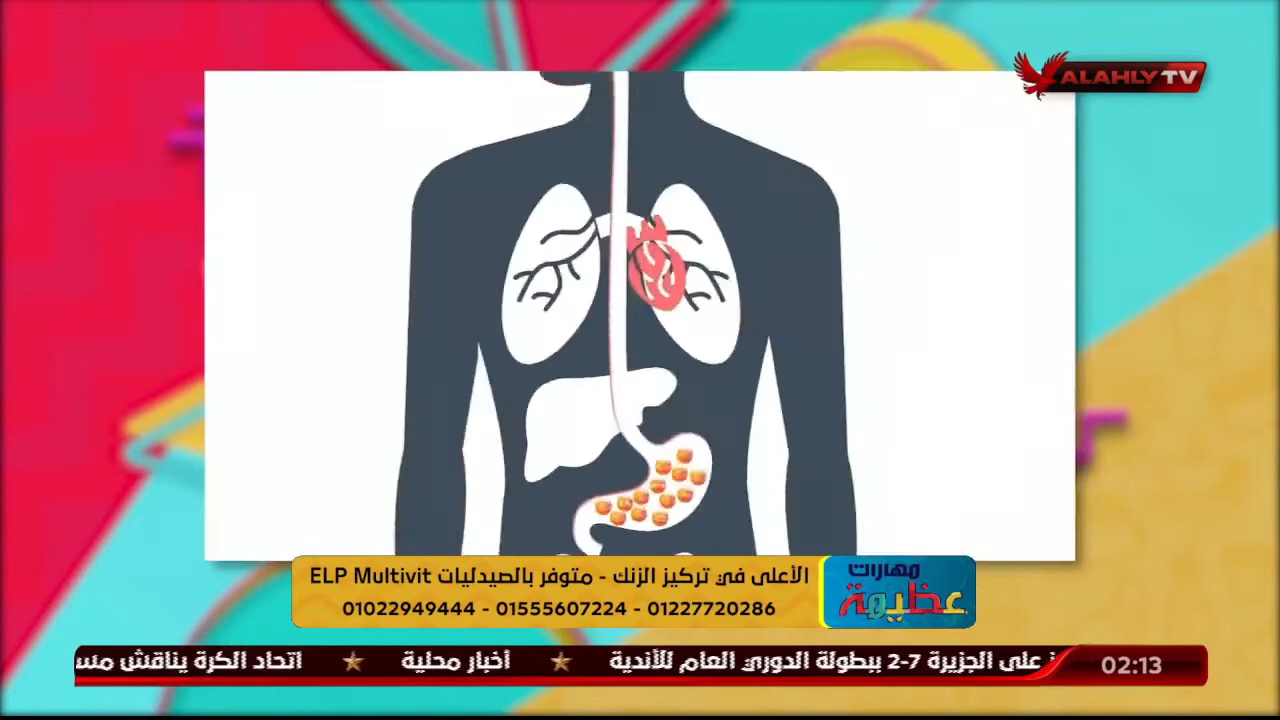 ALAHLY TV
مهارات
عظيمة
الأعلى في تركيز الزنك - متوفر بالصيدليات ELP Multivit
01022949444 - 01555607224 - 01227720286
على الجزيرة 7-2 ببطولة الدوري العام للأندية ★ أخبار محلية ★ اتحاد الكرة يناقش
02:13